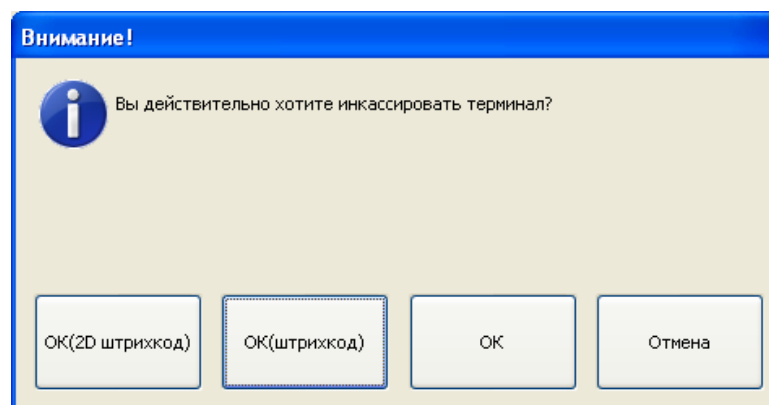 Внимание!
Вы действительно хотите инкассировать терминал?
ОК(2D штрихкод)
ОК(штрихкод)
ОК
Отмена